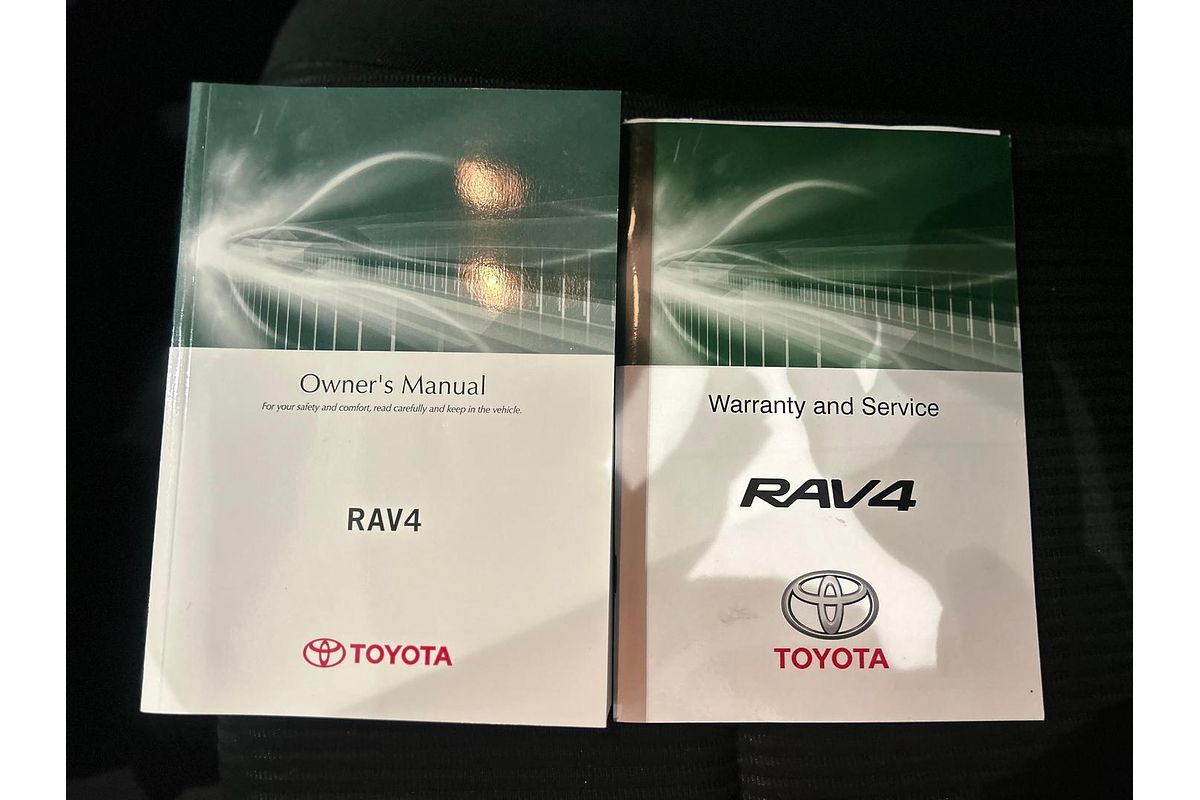 Owner's Manual
For your safety and comfort, read carefully and keep in the vehicle.
RAV4
TOYOTA
Warranty and Service
RAV4
TOYOTA